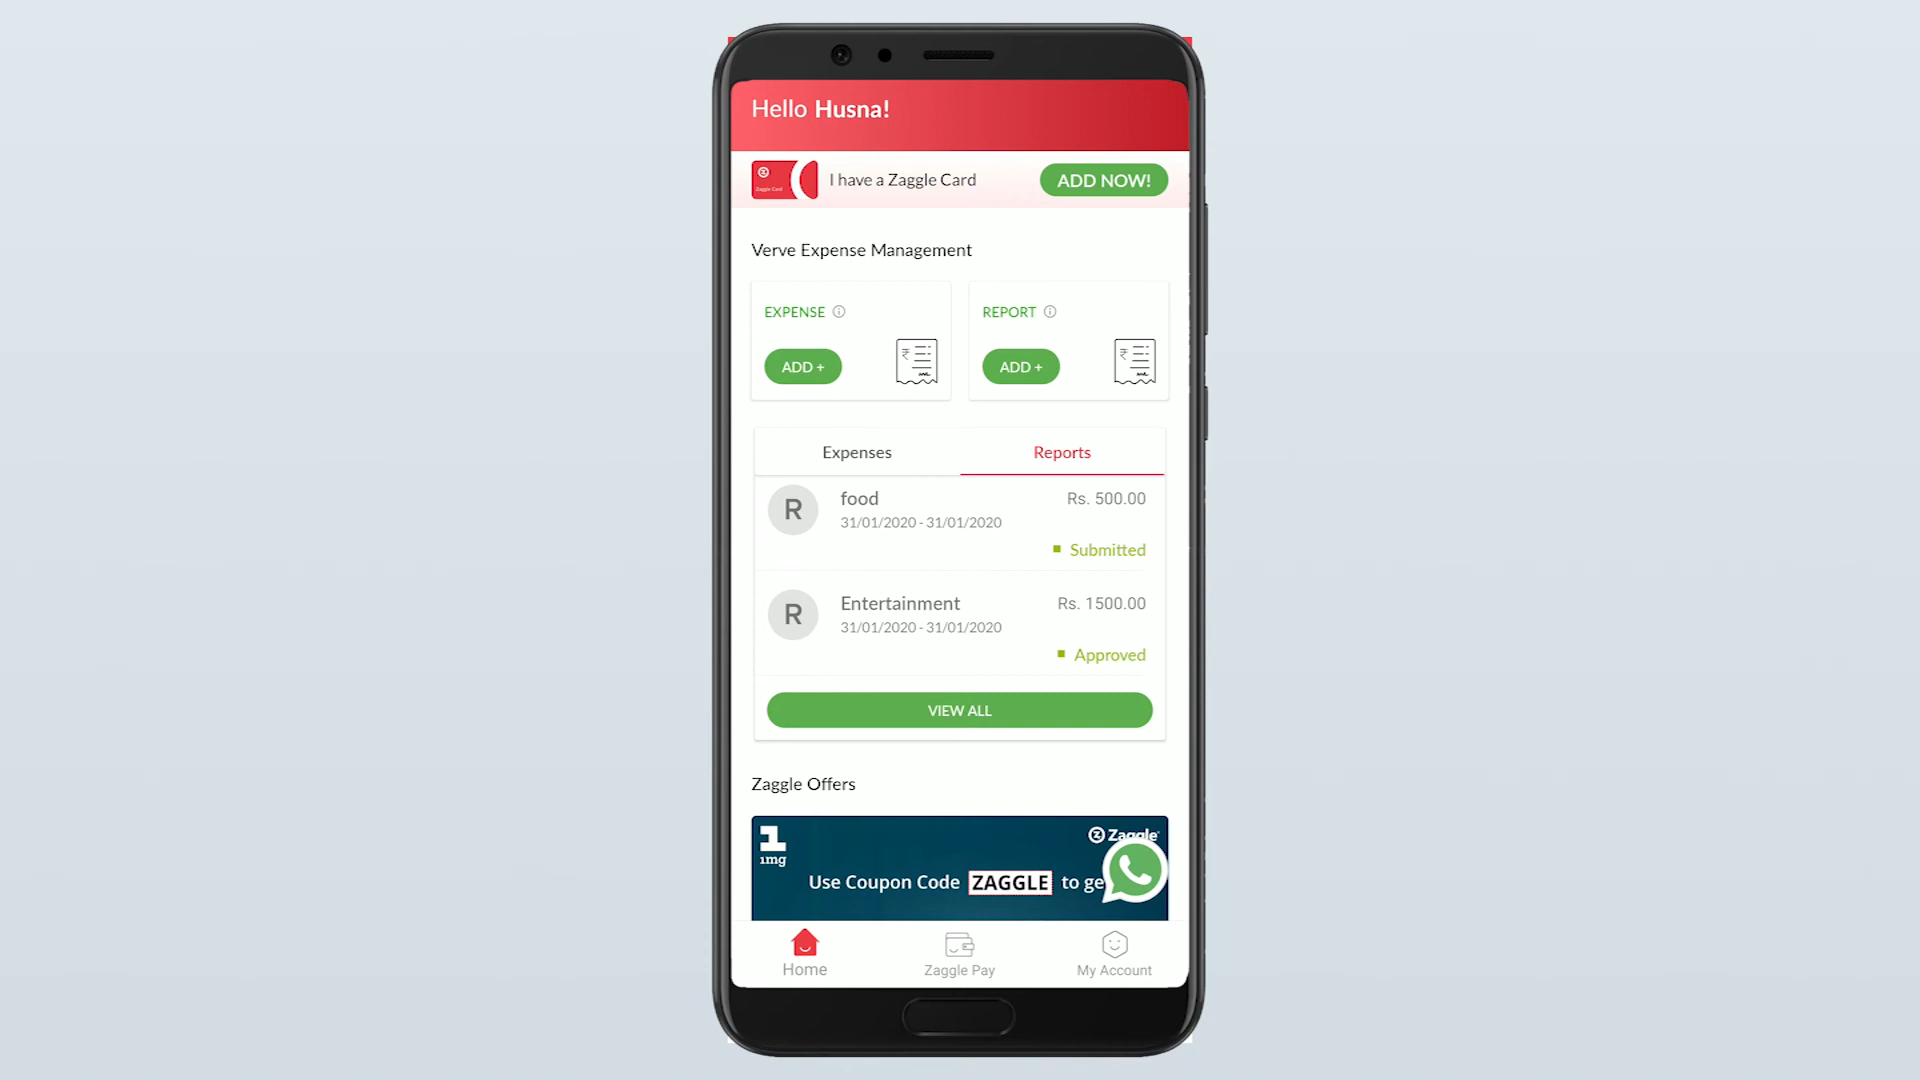 Hello Husna!
Zaggle Card
I have a Zaggle Card
ADD NOW!
Verve Expense Management
EXPENSE
REPORT
ADD +
ADD +
Expenses
Reports
R
food
Rs. 500.00
31/01/2020 - 31/01/2020
Submitted
R
Entertainment
Rs. 1500.00
31/01/2020 - 31/01/2020
Approved
VIEW ALL
Zaggle Offers
1mg
Zaggle
Use Coupon Code ZAGGLE to ge
Home
Zaggle Pay
My Account